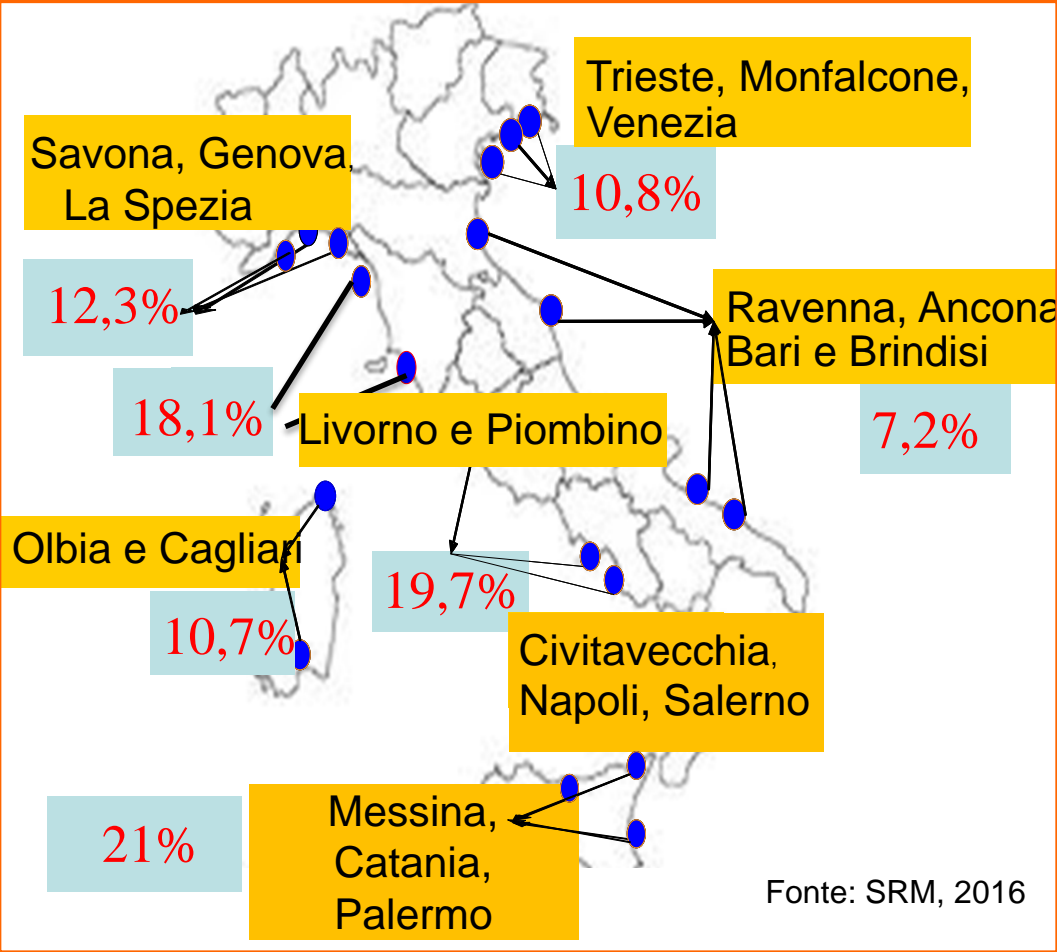 Trieste, Monfalcone,
Venezia
10,8%
Savona, Genova,
La Spezia
12,3%
Ravenna, Ancona
Bari e Brindisi
7,2%
18,1%
Livorno e Piombino
Olbia e Cagliari
10,7%
19,7%
Civitavecchia,
Napoli, Salerno
21%
Messina,
Catania,
Palermo
Fonte: SRM, 2016